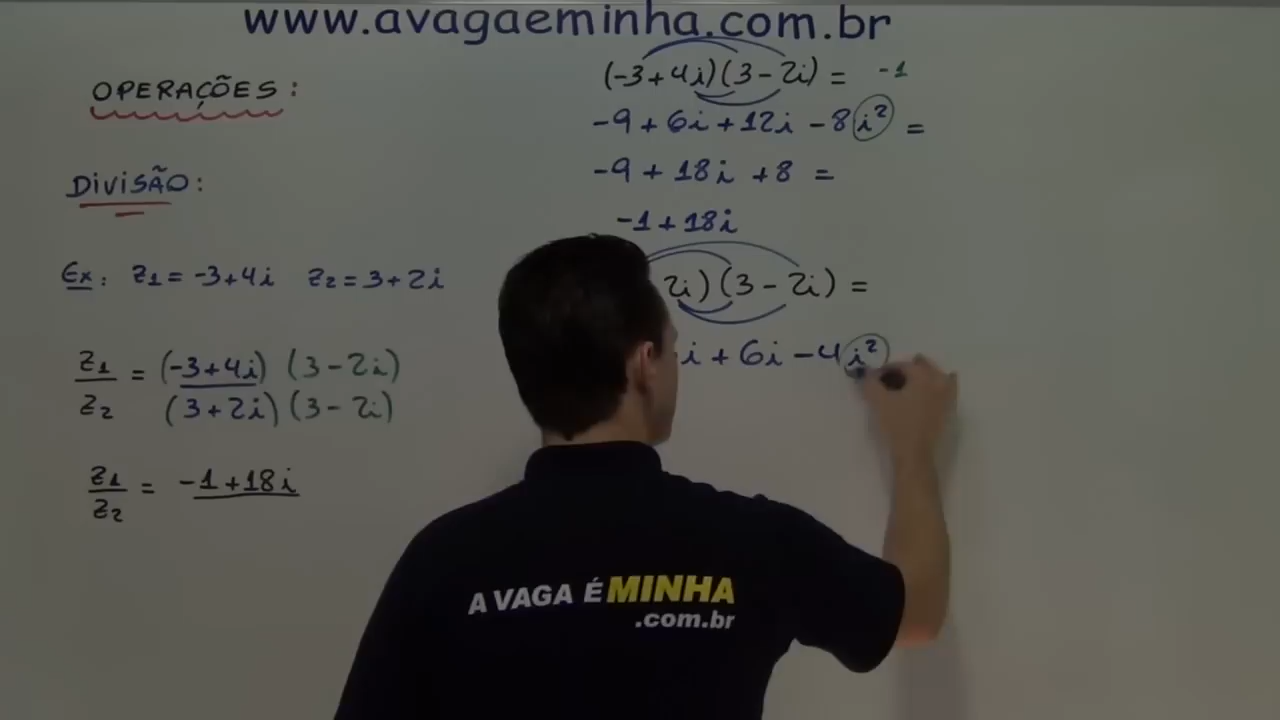 www.avagaeminha.com.br
OPERAÇÕES:
DIVISÃO:
Ex: z1 = -3+4i z2 = 3+2i
z1/z2 = (-3+4i) (3-2i)
(3+2i) (3-2i)
z1/z2 = -1+18i
(-3+4i)(3-2i) = -1
-9+6i+12i-8i² =
-9+18i+8 =
-1+18i
2i)(3-2i) =
i+6i-4i²
A VAGA É MINHA
.com.br